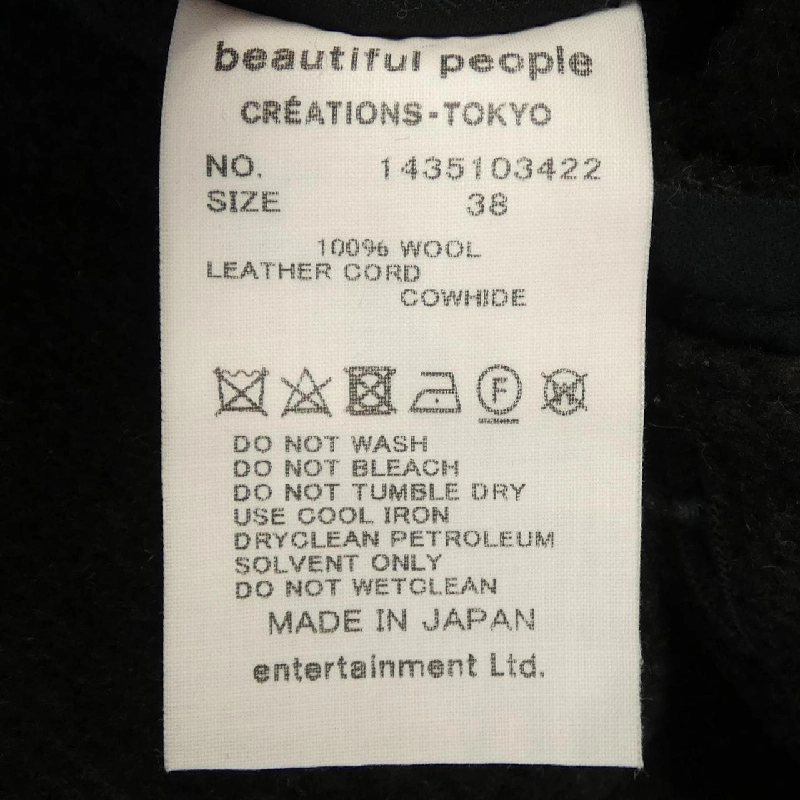 beautiful people
CRÉATIONS-TOKYO
NO. 1435103422
SIZE 38
100% WOOL
LEATHER CORD
COWHIDE
F W
DO NOT WASH
DO NOT BLEACH
DO NOT TUMBLE DRY
USE COOL IRON
DRYCLEAN PETROLEUM
SOLVENT ONLY
DO NOT WETCLEAN
MADE IN JAPAN
entertainment Ltd.